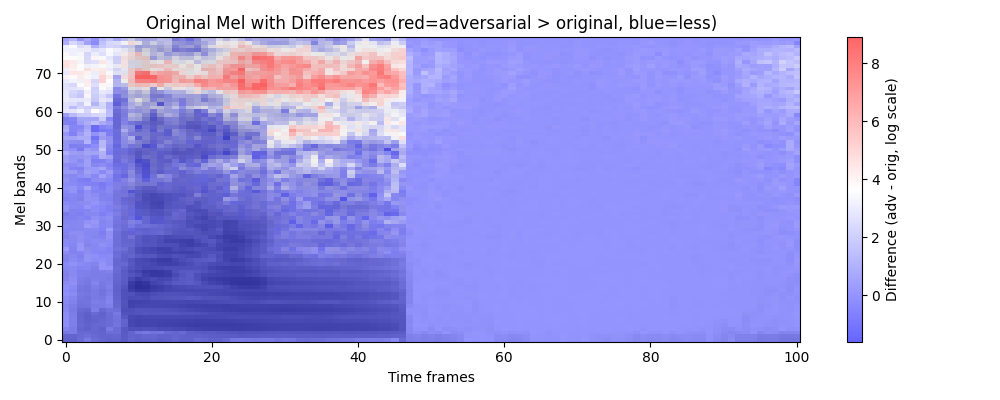 Original Mel with Differences (red=adversarial > original, blue=less)
Mel bands
70
60
50
40
30
20
10
0
0 20 40 60 80 100
Time frames
8
6
4
2
0
Difference (adv - orig, log scale)